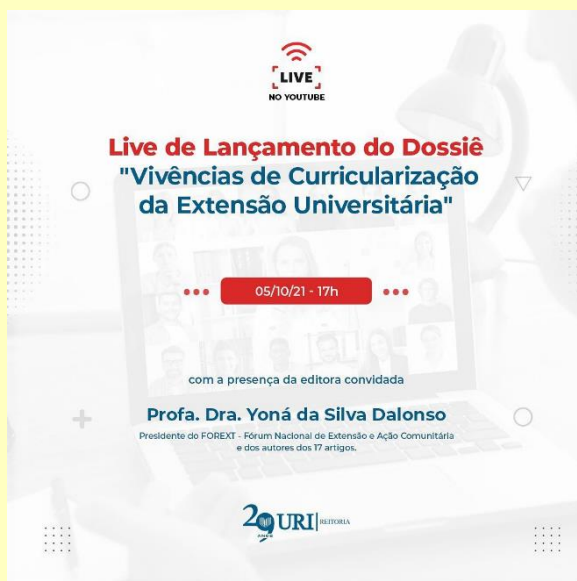 LIVE
NO YOUTUBE
Live de Lançamento do Dossiê
"Vivências de Curricularização
da Extensão Universitária"
05/10/21 - 17h
com a presença da editora convidada
Profa. Dra. Yoná da Silva Dalonso
Presidente do FOREXT - Fórum Nacional de Extensão e Ação Comunitária
e dos autores dos 17 artigos.
29 URI REITORIA